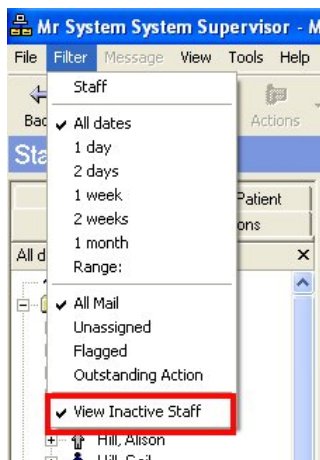 Mr System System Supervisor - M
File Filter Message View Tools Help
Staff
Bac
Actions
All dates
Sta
1 day
2 days
1 week
Patient
2 weeks
ons
1 month
All d
Range:
All Mail
Unassigned
Flagged
Outstanding Action
View Inactive Staff
Hill, Alison
Hill, Gail